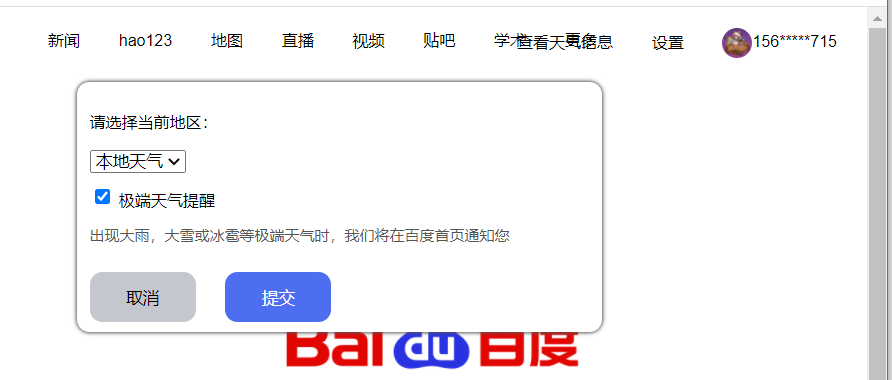 新闻 hao123 地图 直播 视频 贴吧 学术 更多 查看天气信息 设置 156*****715
请选择当前地区：
本地天气
极端天气提醒
出现大雨，大雪或冰雹等极端天气时，我们将在百度首页通知您
取消 提交
Bai du 百度